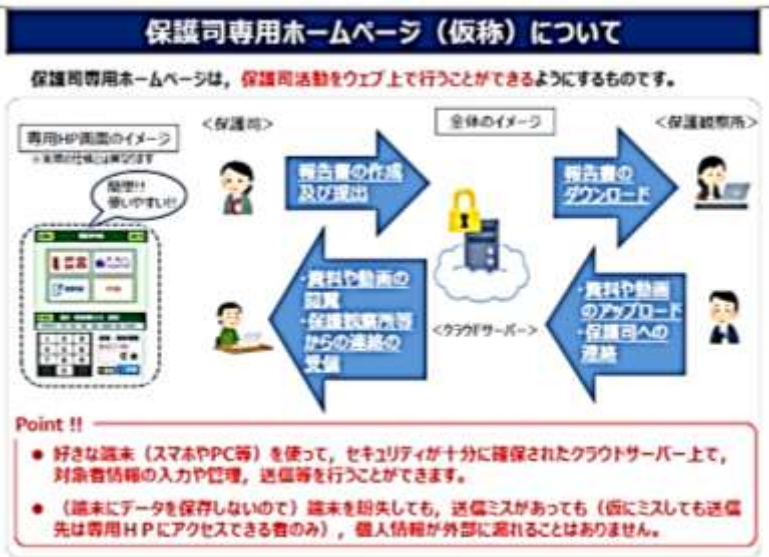 保護司専用ホームページ（仮称）について
保護司専用ホームページは，保護司活動をウェブ上で行うことができるようにするものです。
専用HP画面のイメージ
＜保護司＞
全体のイメージ
＜保護観察所＞
簡単!!
使いやすい!!
報告書の作成
及び提出
報告書の
ダウンロード
・資料や動画の
閲覧
・保護観察所等
からの連絡の
受信
＜クラウドサーバー＞
・資料や動画
のアップロード
・保護司への
連絡
Point !!
● 好きな端末（スマホやPC等）を使って，セキュリティが十分に確保されたクラウドサーバー上で，
対象者情報の入力や管理，送信等を行うことができます。
● （端末にデータを保存しないので）端末を紛失しても，送信ミスがあっても（仮にミスしても送信
先は専用ＨＰにアクセスできる者のみ），個人情報が外部に漏れることはありません。